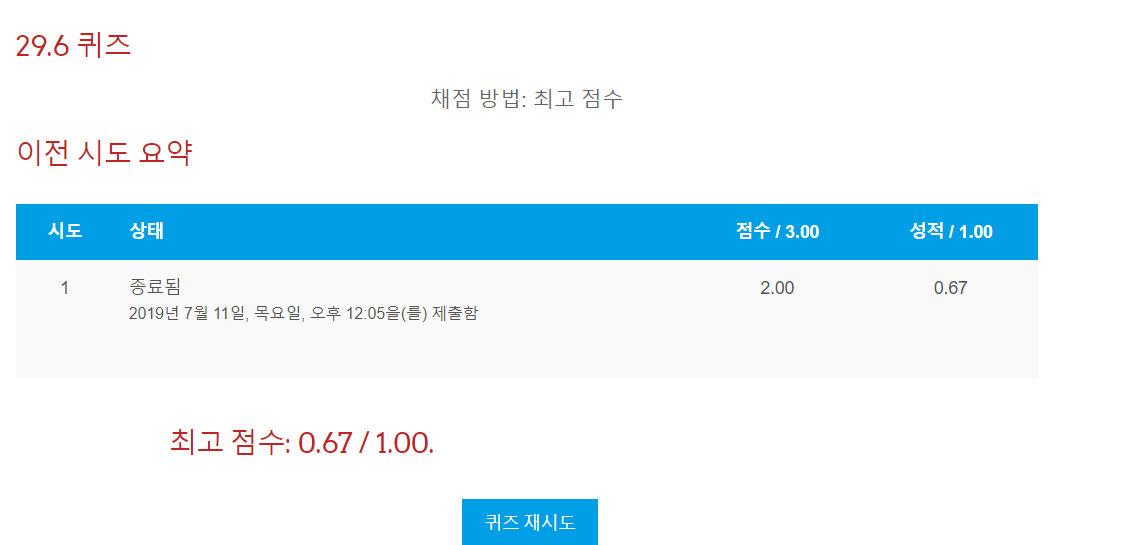 29.6 퀴즈
채점 방법: 최고 점수
이전 시도 요약
시도 상태 점수 / 3.00 성적 / 1.00
1 종료됨 2.00 0.67
2019년 7월 11일, 목요일, 오후 12:05을(를) 제출함
최고 점수: 0.67 / 1.00.
퀴즈 재시도